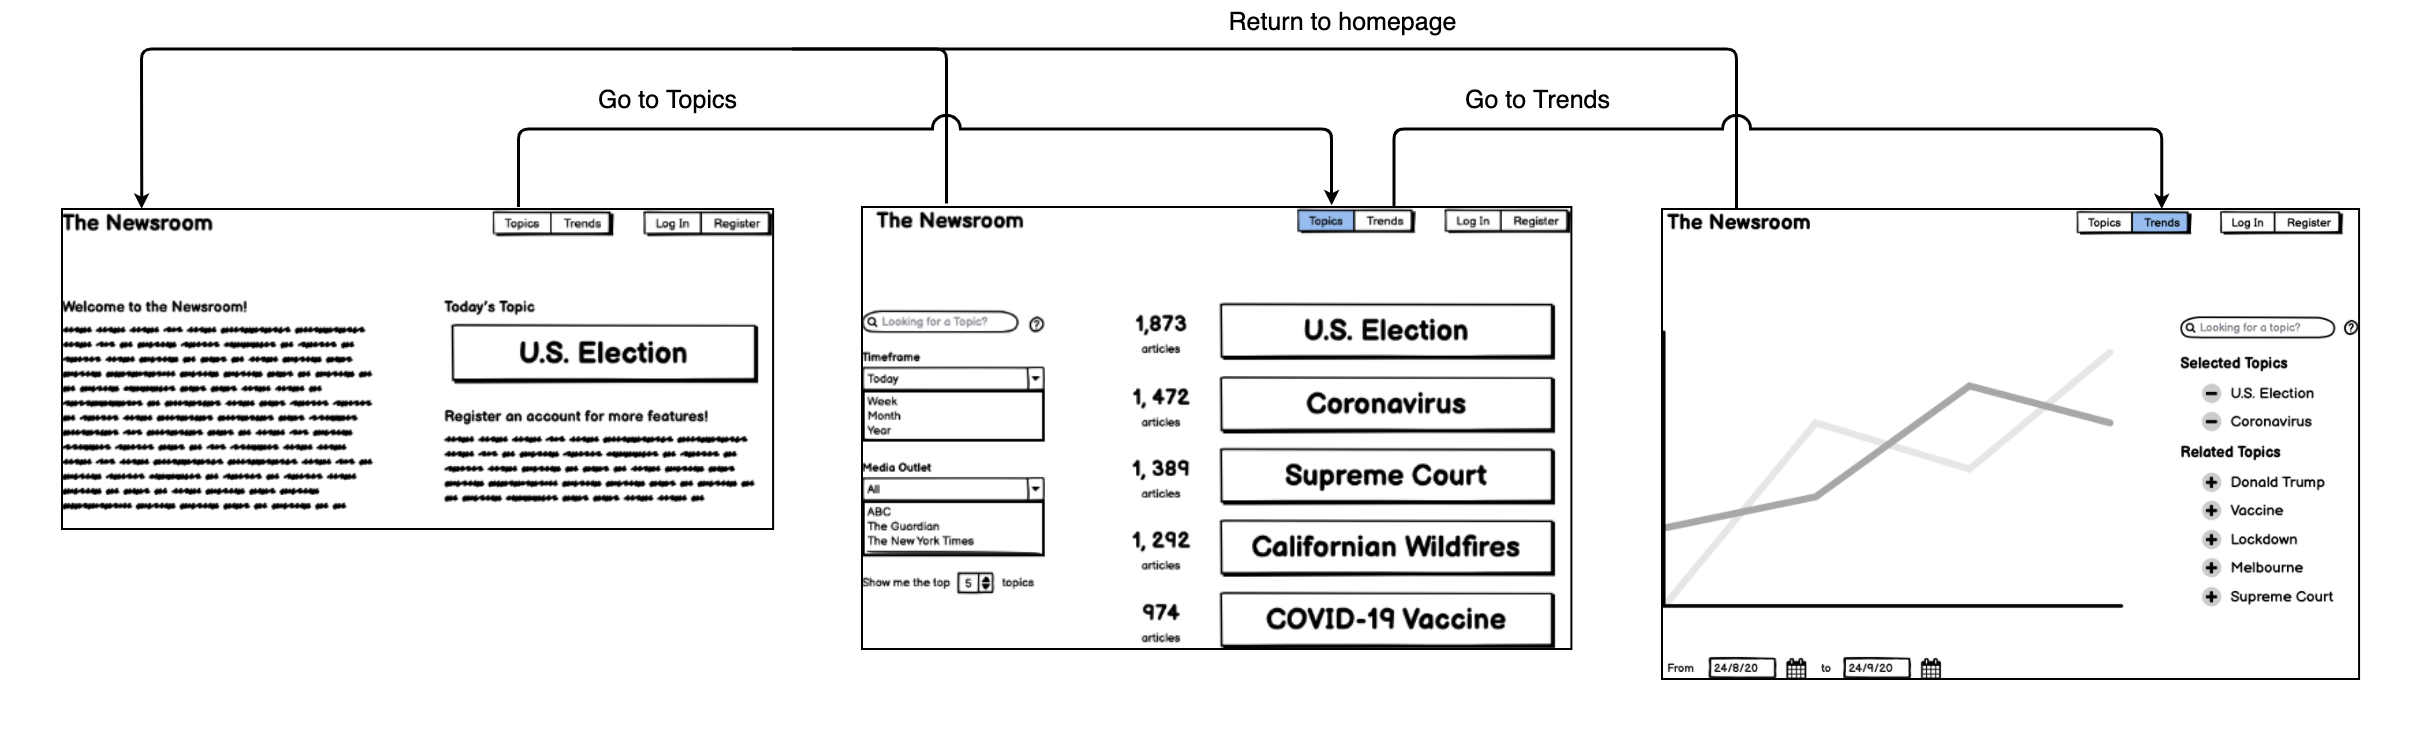 Return to homepage
Go to Topics
Go to Trends
The Newsroom
Topics Trends Log In Register
Welcome to the Newsroom!
Today's Topic
U.S. Election
Register an account for more features!
The Newsroom
Topics Trends Log In Register
Looking for a Topic? ?
Timeframe
Today
Week
Month
Year
Media Outlet
All
ABC
The Guardian
The New York Times
Show me the top 5 topics
1,873
articles
U.S. Election
1, 472
articles
Coronavirus
1, 389
articles
Supreme Court
1, 292
articles
Californian Wildfires
974
articles
COVID-19 Vaccine
The Newsroom
Topics Trends Log In Register
Looking for a topic? ?
Selected Topics
U.S. Election
Coronavirus
Related Topics
Donald Trump
Vaccine
Lockdown
Melbourne
Supreme Court
From 24/8/20 to 24/9/20